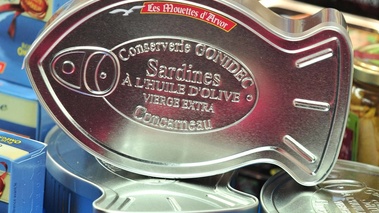 Les Mouettes d'Arvor
Conserverie GONIDEC
Sardines
À L'HUILE D'OLIVE
VIERGE EXTRA
Concarneau